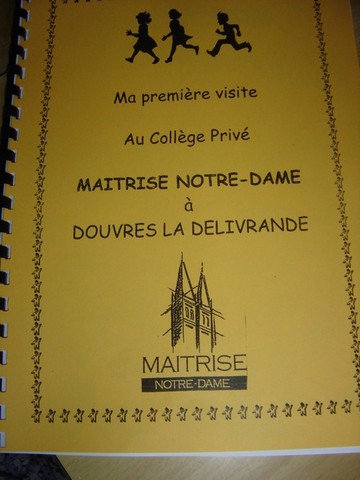 Ma première visite
Au Collège Privé
MAITRISE NOTRE-DAME
à
DOUVRES LA DELIVRANDE
MAITRISE
NOTRE-DAME